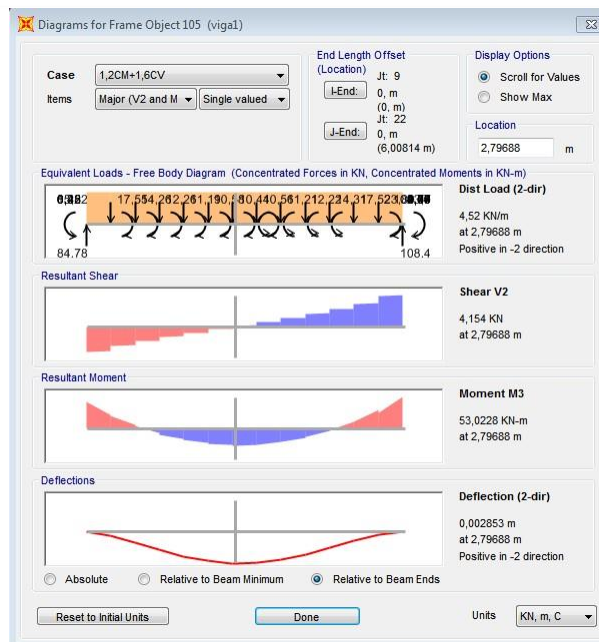 Diagrams for Frame Object 105 (viga1)
Case 1,2CM+1,6CV
Items Major (V2 and M Single valued
End Length Offset
(Location)
I-End: Jt: 9
0, m
(0, m)
J-End: Jt: 22
0, m
(6,00814 m)
Display Options
Scroll for Values
Show Max
Location
2,79688 m
Equivalent Loads - Free Body Diagram (Concentrated Forces in KN, Concentrated Moments in KN-m)
84.78
108.4
Dist Load (2-dir)
4,52 KN/m
at 2,79688 m
Positive in -2 direction
Resultant Shear
Shear V2
4,154 KN
at 2,79688 m
Resultant Moment
Moment M3
53,0228 KN-m
at 2,79688 m
Deflections
Deflection (2-dir)
0,002853 m
at 2,79688 m
Positive in -2 direction
Absolute Relative to Beam Minimum Relative to Beam Ends
Reset to Initial Units Done Units KN, m, C